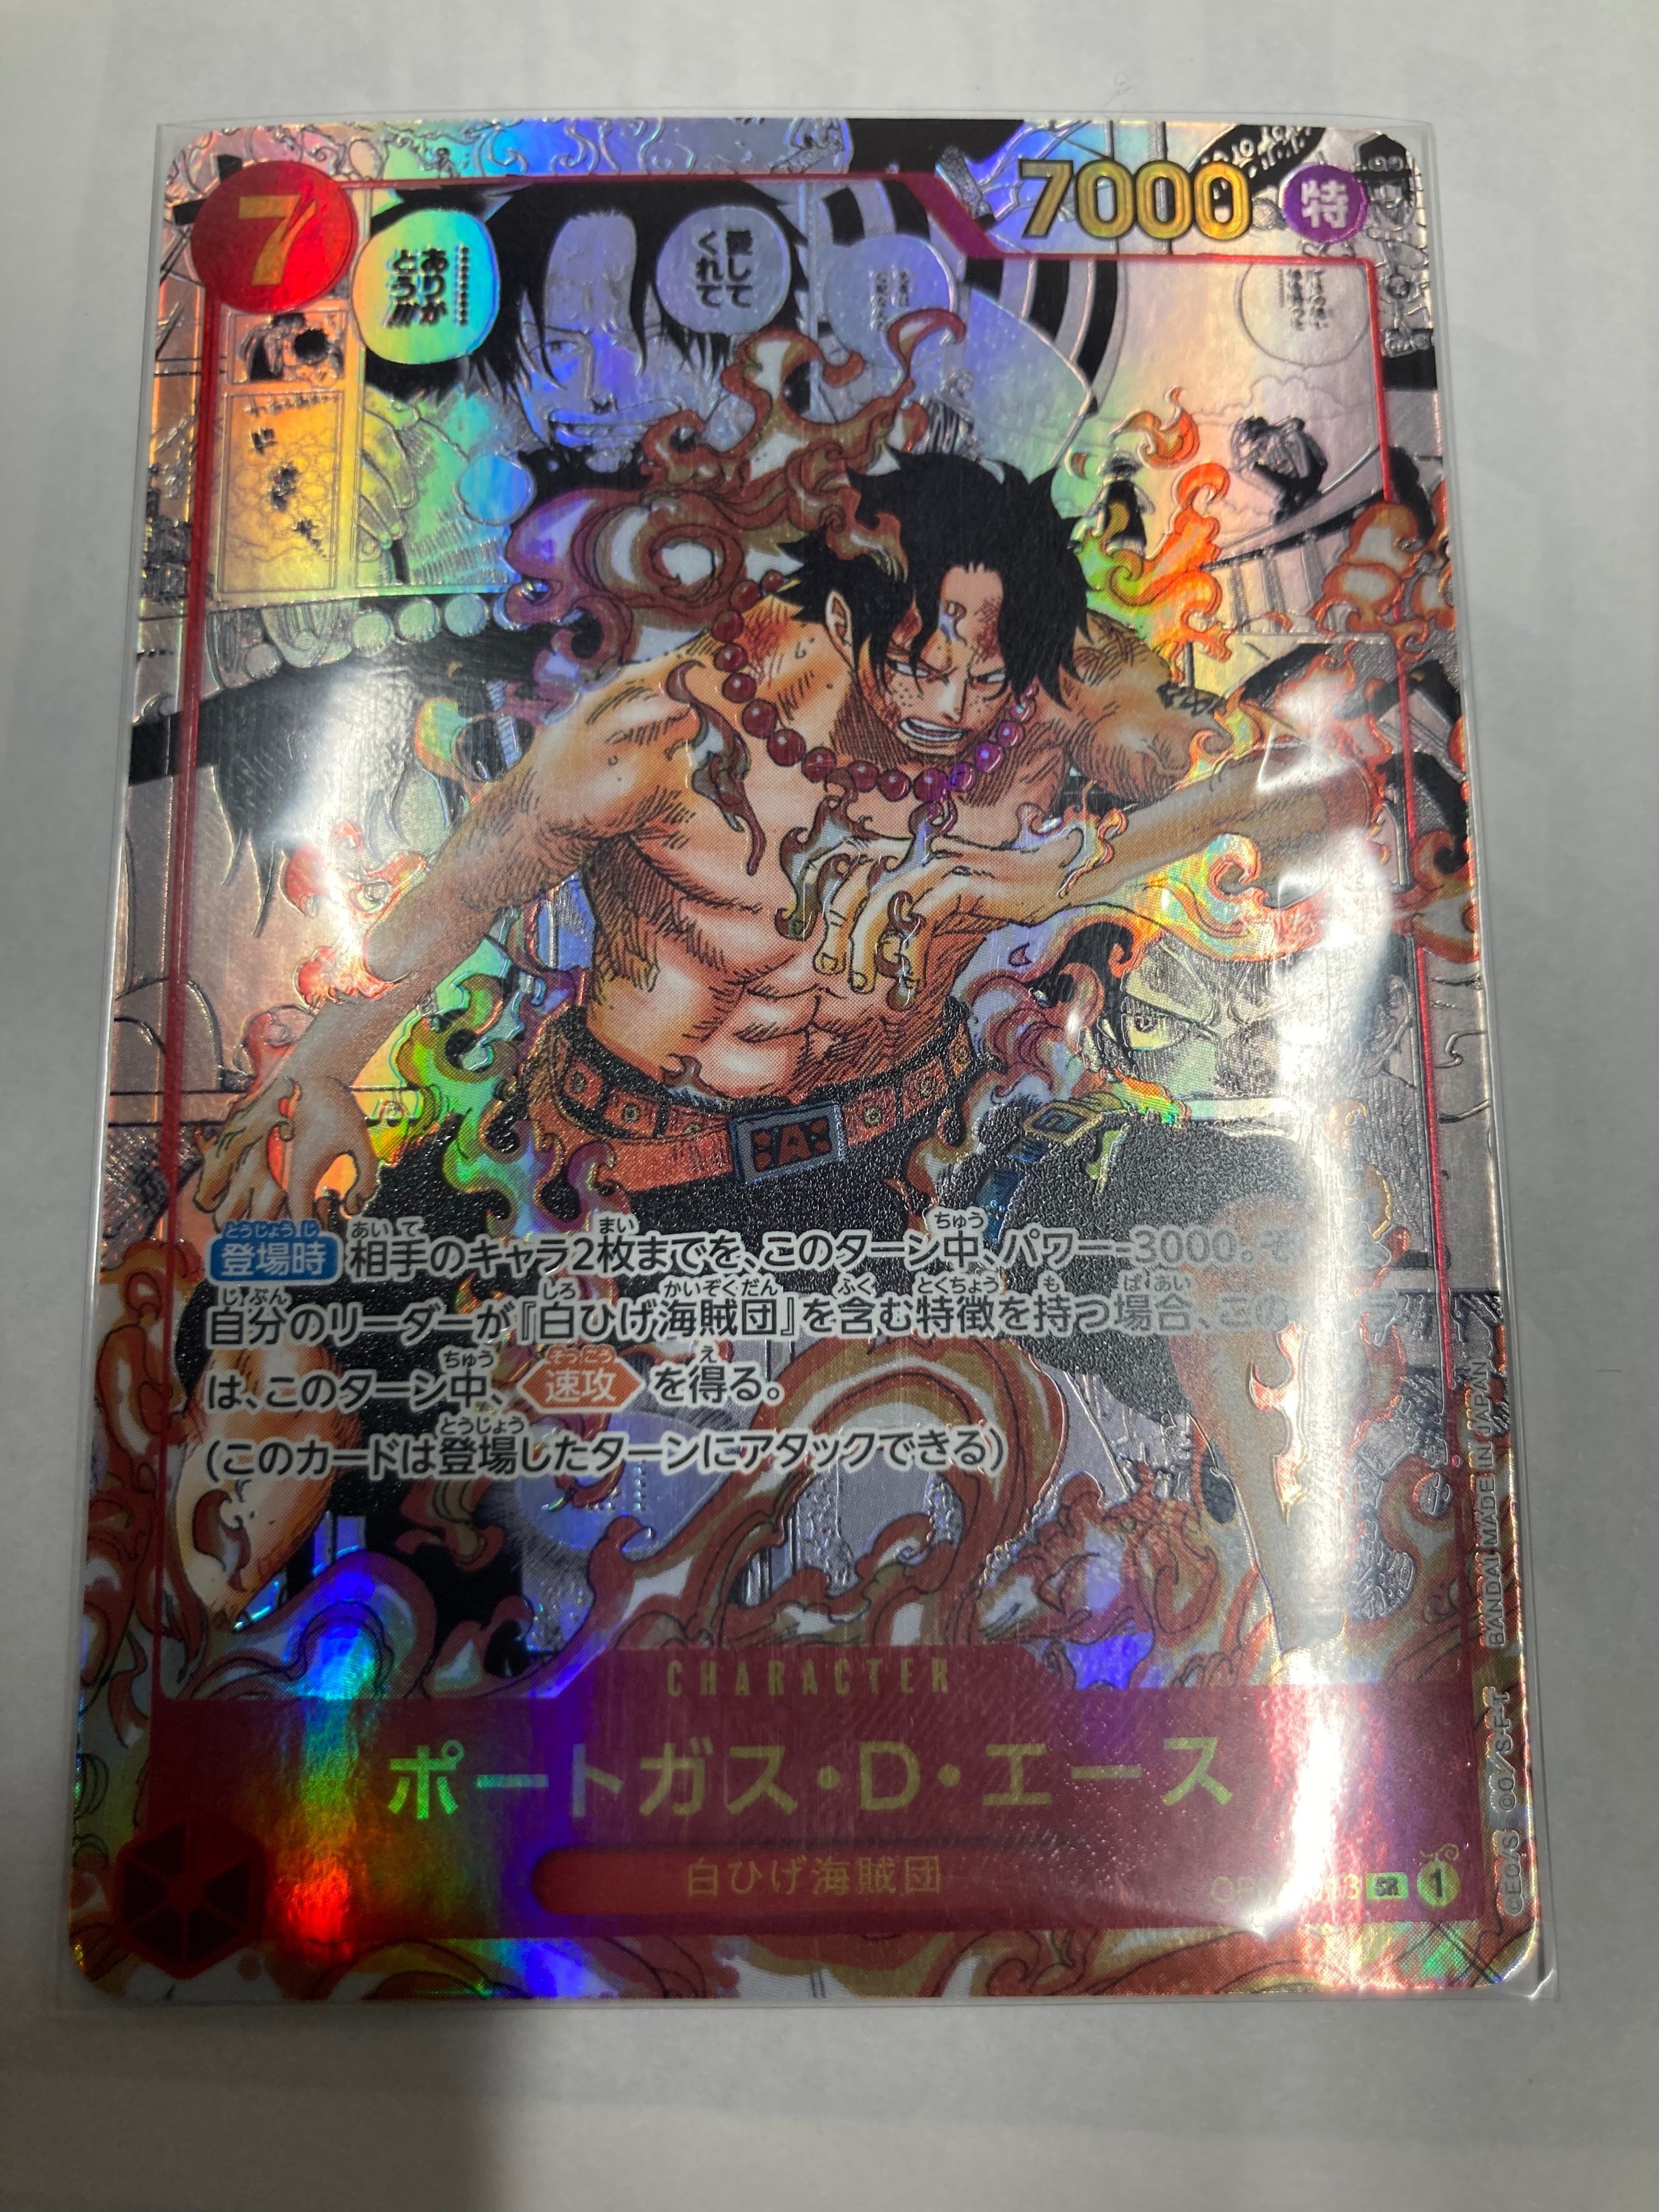 7
7000
特
愛して
くれて
………
ありが
とう!!!
登場時 相手のキャラ2枚までを、このターン中、パワー-3000。
自分のリーダーが『白ひげ海賊団』を含む特徴を持つ場合、この
は、このターン中、速攻を得る。
(このカードは登場したターンにアタックできる)
BANDAI MADE IN JAPAN
CHARACTER
ポートガス・D・エース
白ひげ海賊団
SR 1
©EO/S ©O/S・F・T